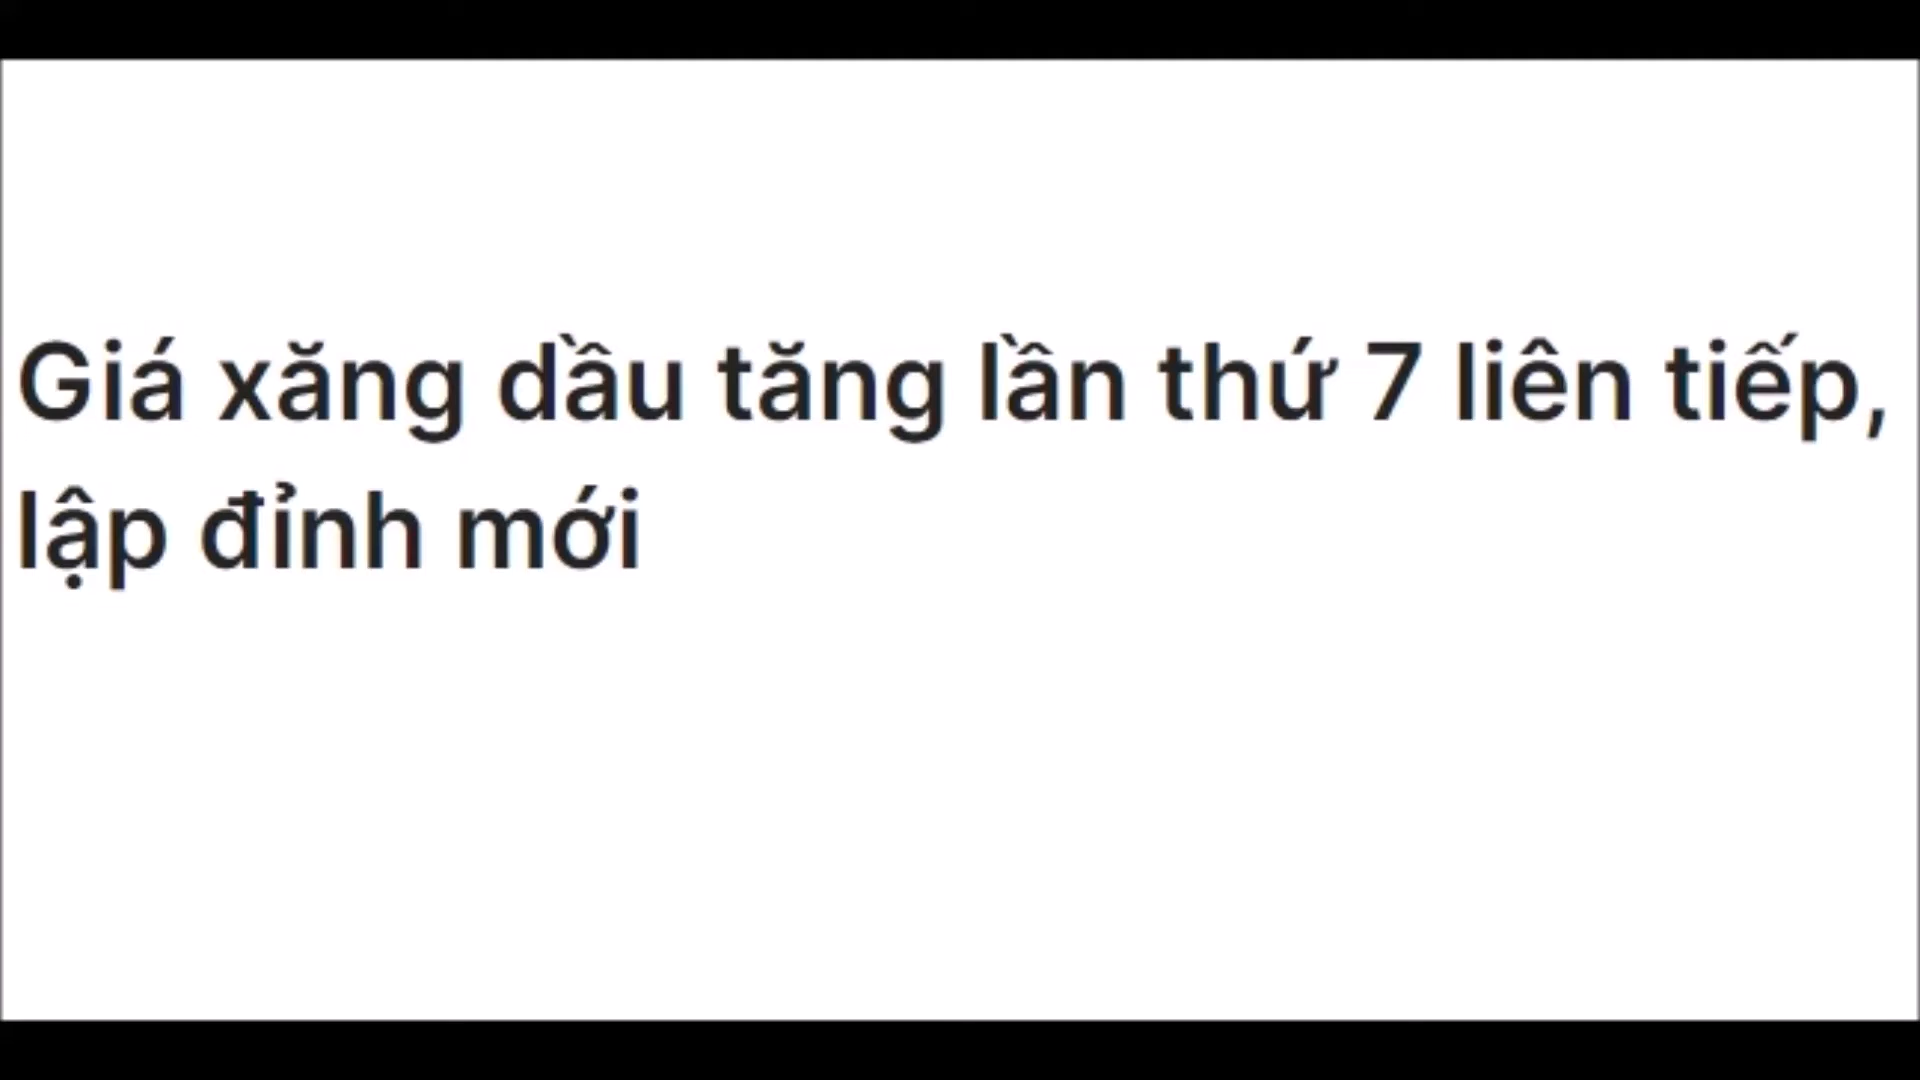 Giá xăng dầu tăng lần thứ 7 liên tiếp,
lập đỉnh mới